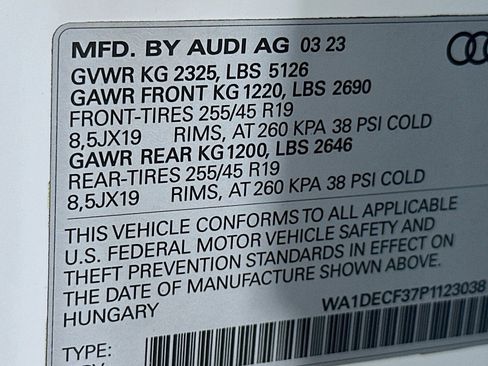 MFD. BY AUDI AG 03 23
GVWR KG 2325, LBS 5126
GAWR FRONT KG 1220, LBS 2690
FRONT-TIRES 255/45 R19
8,5JX19 RIMS, AT 260 KPA 38 PSI COLD
GAWR REAR KG 1200, LBS 2646
REAR-TIRES 255/45 R19
8,5JX19 RIMS, AT 260 KPA 38 PSI COLD
THIS VEHICLE CONFORMS TO ALL APPLICABLE
U.S. FEDERAL MOTOR VEHICLE SAFETY AND
THEFT PREVENTION STANDARDS IN EFFECT ON
THE DATE OF MANUFACTURE SHOWN ABOVE.
HUNGARY WA1DECF37P1123038
TYPE: